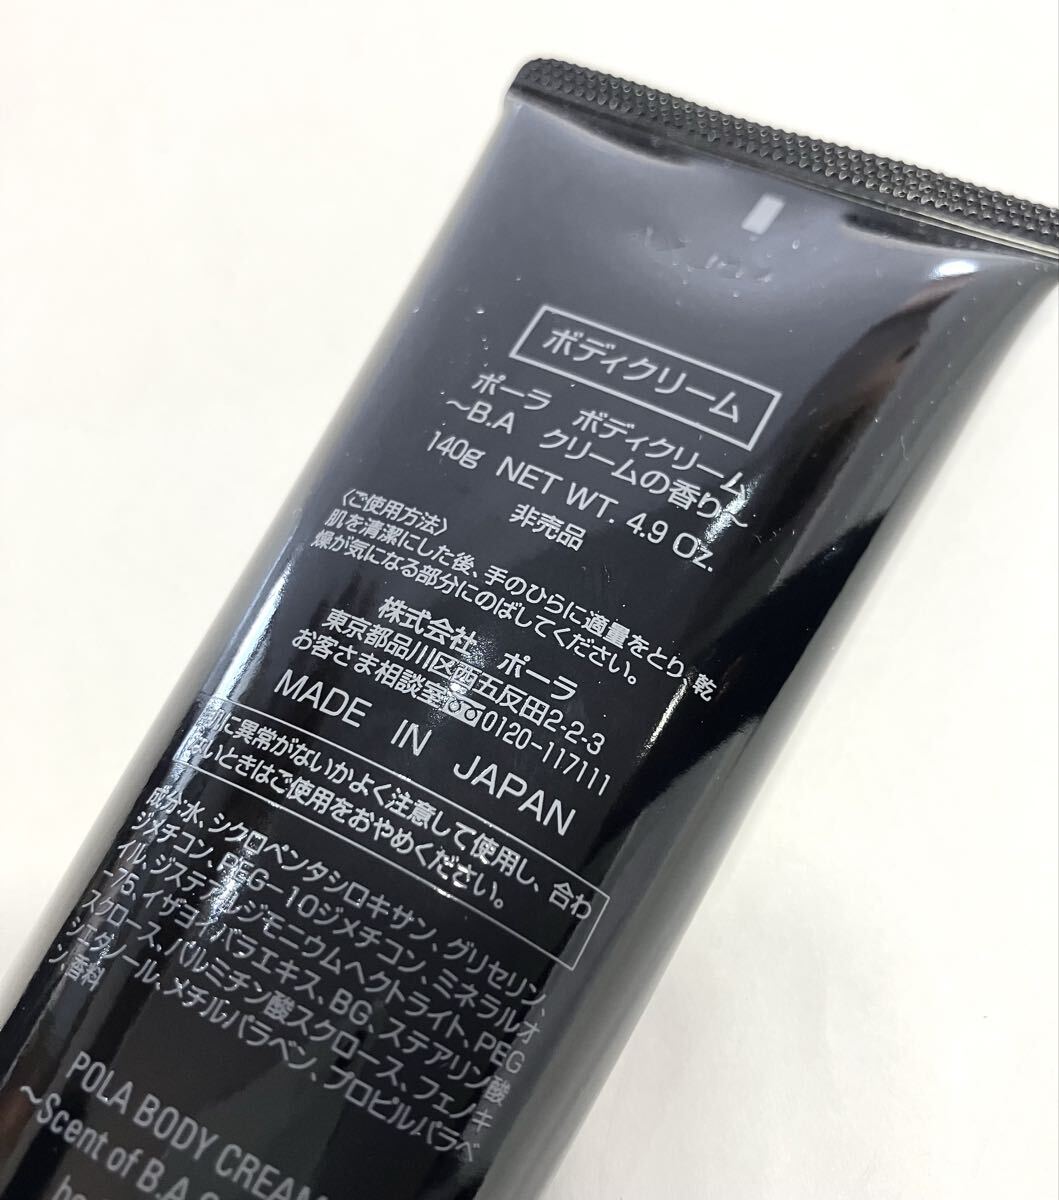 ボディクリーム
ポーラ ボディクリーム
~B.A クリームの香り~
140g NET WT. 4.9 Oz.
非売品
〈ご使用方法〉
肌を清潔にした後、手のひらに適量をとり、乾
燥が気になる部分にのばしてください。
株式会社 ポーラ
東京都品川区西五反田2-2-3
お客さま相談室 0120-117111
MADE IN JAPAN
お肌に異常がないかよく注意して使用し、合わ
ないときはご使用をおやめください。
成分:水、シクロペンタシロキサン、グリセリン、
ジメチコン、PEG-10ジメチコン、ミネラルオ
イル、ジステアルジモニウムヘクトライト、PEG
-75、イザヨイバラエキス、BG、ステアリン酸
スクロース、パルミチン酸スクロース、フェノキ
シエタノール、メチルパラベン、プロピルパラベ
ン、香料
POLA BODY CREAM
~Scent of B.A